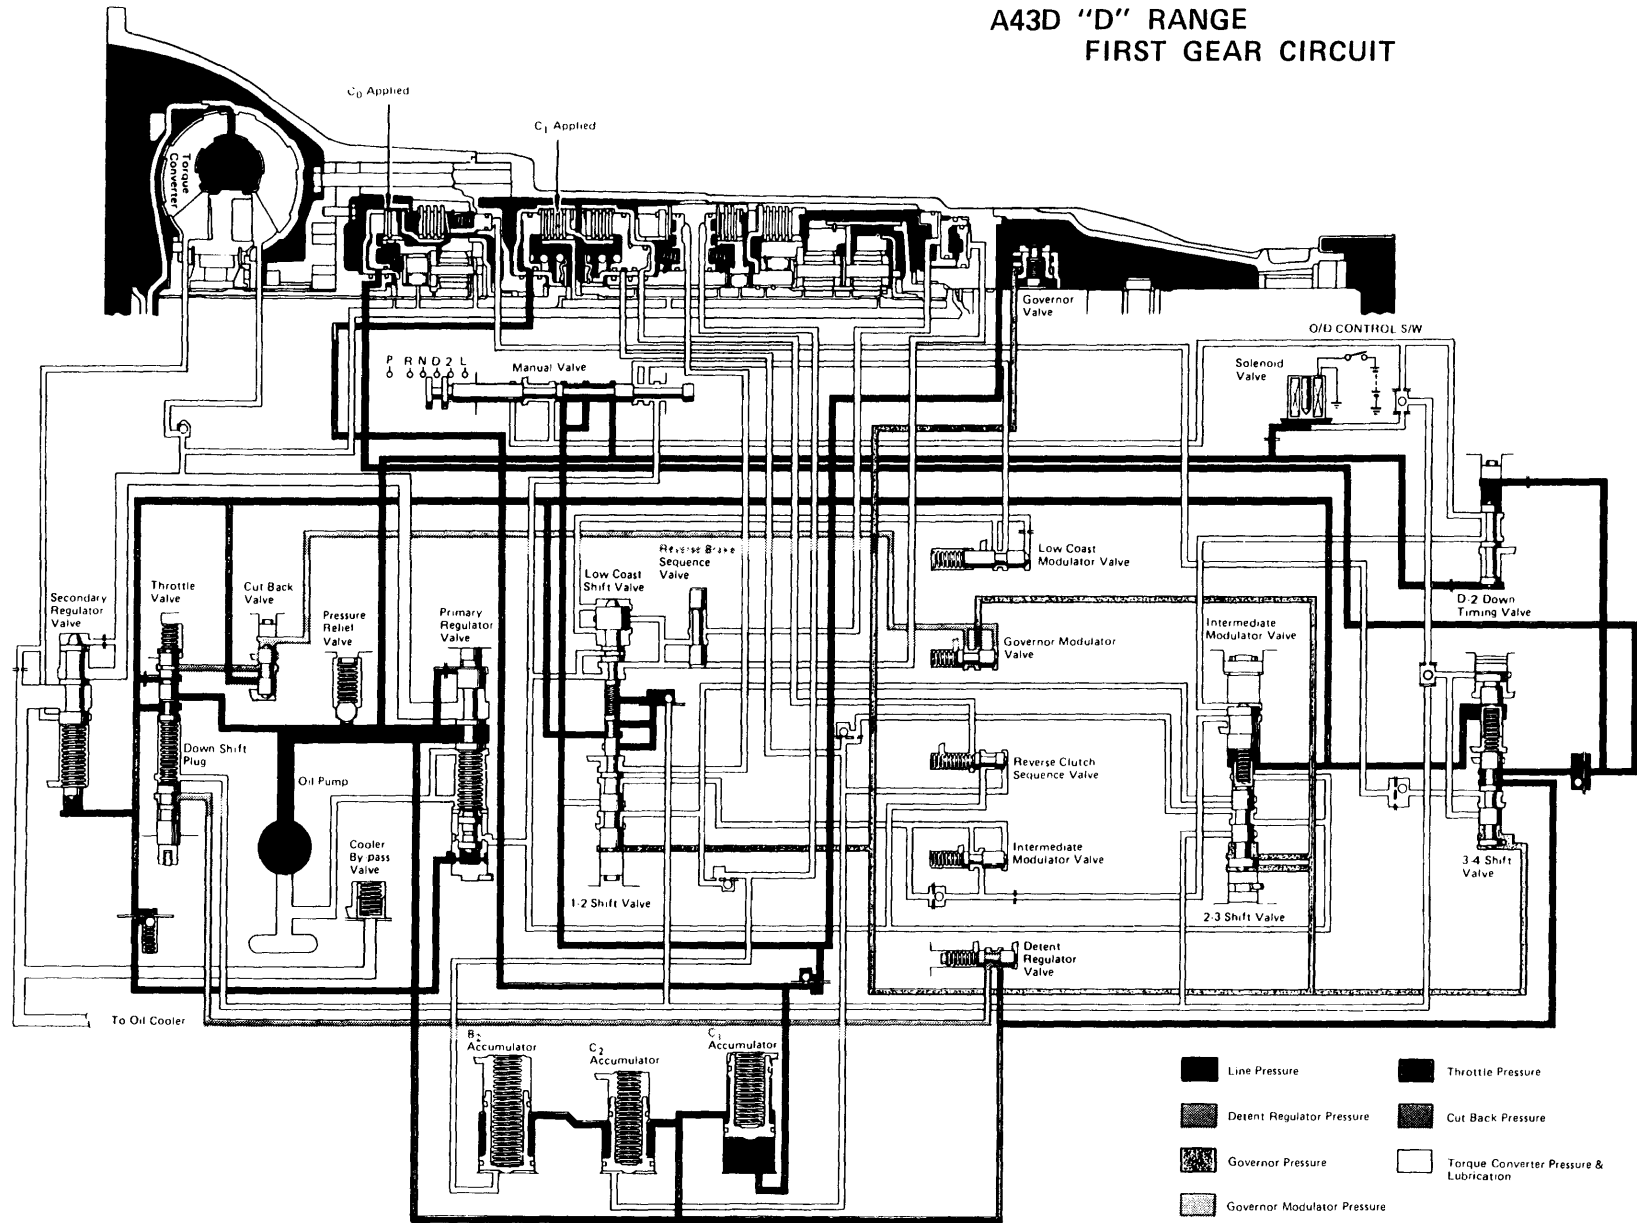 A43D "D" RANGE
FIRST GEAR CIRCUIT
C0 Applied
C1 Applied
Torque
Converter
Governor
Valve
O/D CONTROL S/W
P R N D 2 L
Manual Valve
Solenoid
Valve
Low Coast
Modulator Valve
Reverse Brake
Sequence
Valve
Low Coast
Shift Valve
Throttle
Valve
Cut Back
Valve
Secondary
Regulator
Valve
Pressure
Relief
Valve
Primary
Regulator
Valve
D-2 Down
Timing Valve
Governor Modulator
Valve
Intermediate
Modulator Valve
Down Shift
Plug
Oil Pump
Reverse Clutch
Sequence Valve
Cooler
By pass
Valve
Intermediate
Modulator Valve
3-4 Shift
Valve
1-2 Shift Valve
2-3 Shift Valve
Detent
Regulator
Valve
To Oil Cooler
B2
Accumulator
C2
Accumulator
C1
Accumulator
Line Pressure
Throttle Pressure
Detent Regulator Pressure
Cut Back Pressure
Governor Pressure
Torque Converter Pressure &
Lubrication
Governor Modulator Pressure